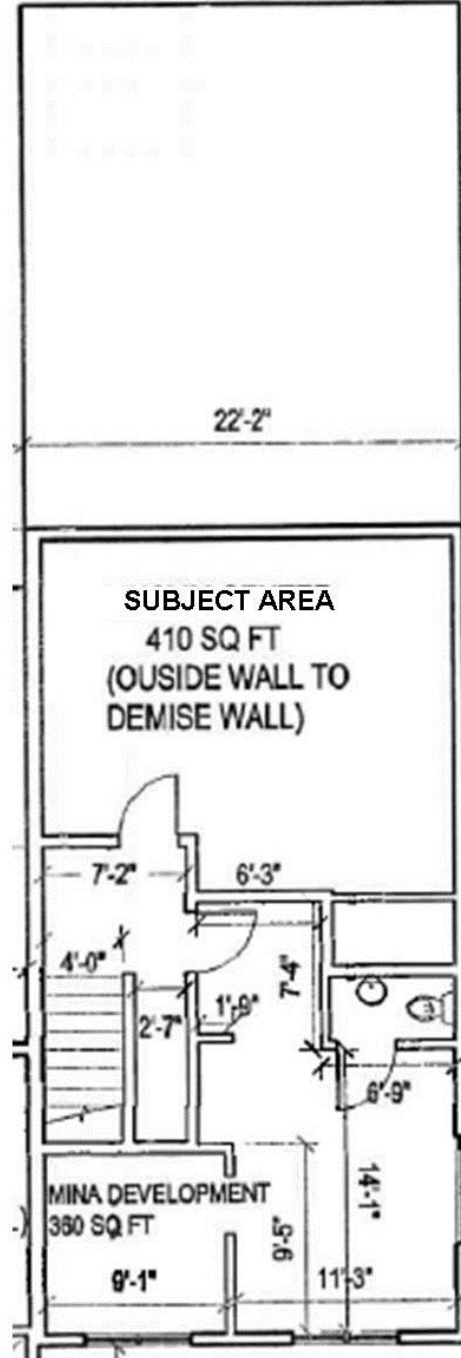 22'-2"
SUBJECT AREA
410 SQ FT
(OUSIDE WALL TO
DEMISE WALL)
7'-2"
6'-3"
4'-0"
7'-4"
2'-7"
1'-9"
6'-9"
MINA DEVELOPMENT
360 SQ FT
14'-1"
9'-5"
9'-1"
11'-3"